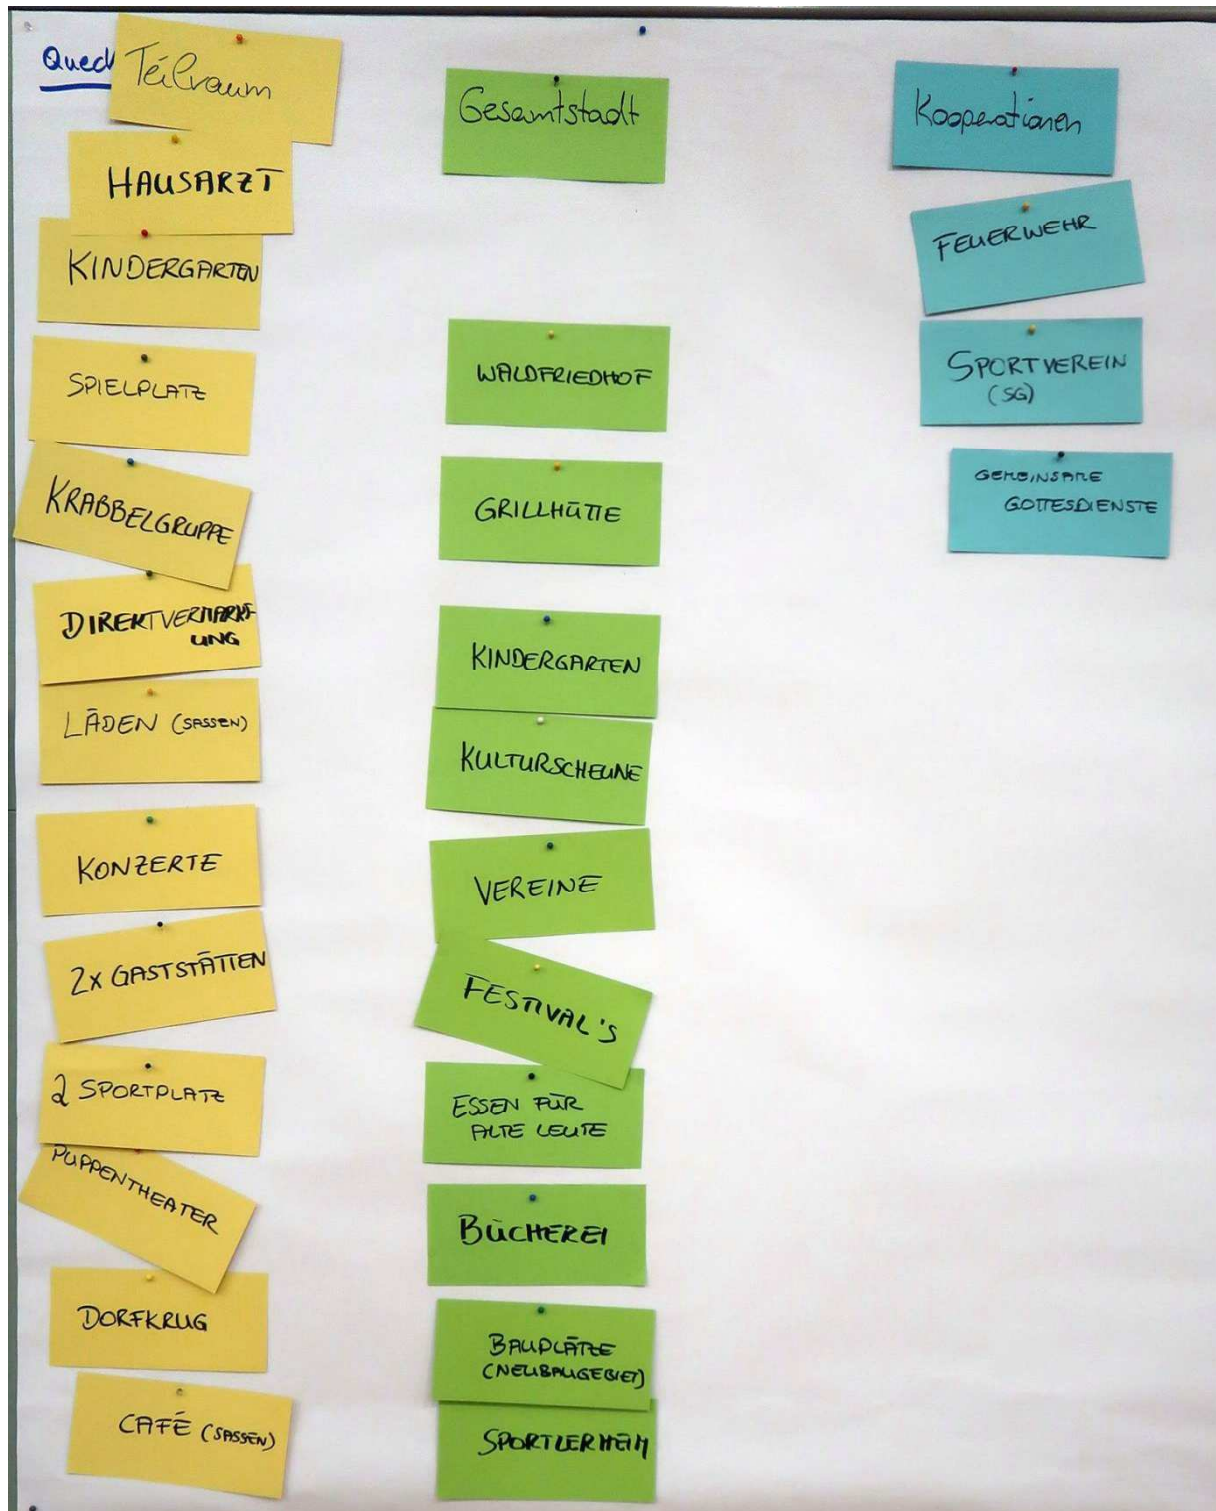 Queck
Teilraum
HAUSARZT
KINDERGARTEN
SPIELPLATZ
KRABBELGRUPPE
DIREKTVERMARKT-
UNG
LÄDEN (SASSEN)
KONZERTE
2x GASTSTÄTTEN
2 SPORTPLATZ
PUPPENTHEATER
DORFKRUG
CAFÉ (SASSEN)
Gesamtstadt
WALDFRIEDHOF
GRILLHÜTTE
KINDERGARTEN
KULTURSCHEUNE
VEREINE
FESTIVAL'S
ESSEN FÜR
ALTE LEUTE
BÜCHEREI
BAUPLÄTZE
(NEUBAUGEBIET)
SPORTLERHEIM
Kooperationen
FEUERWEHR
SPORTVEREIN
(SG)
GEMEINSAME
GOTTESDIENSTE